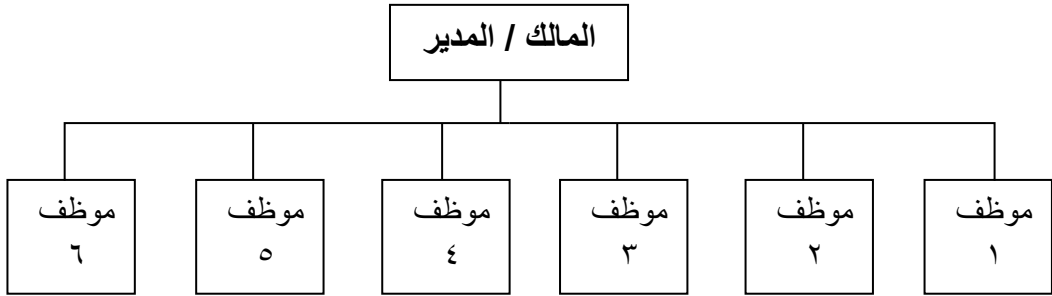 المالك / المدير
موظف
١
موظف
٢
موظف
٣
موظف
٤
موظف
٥
موظف
٦